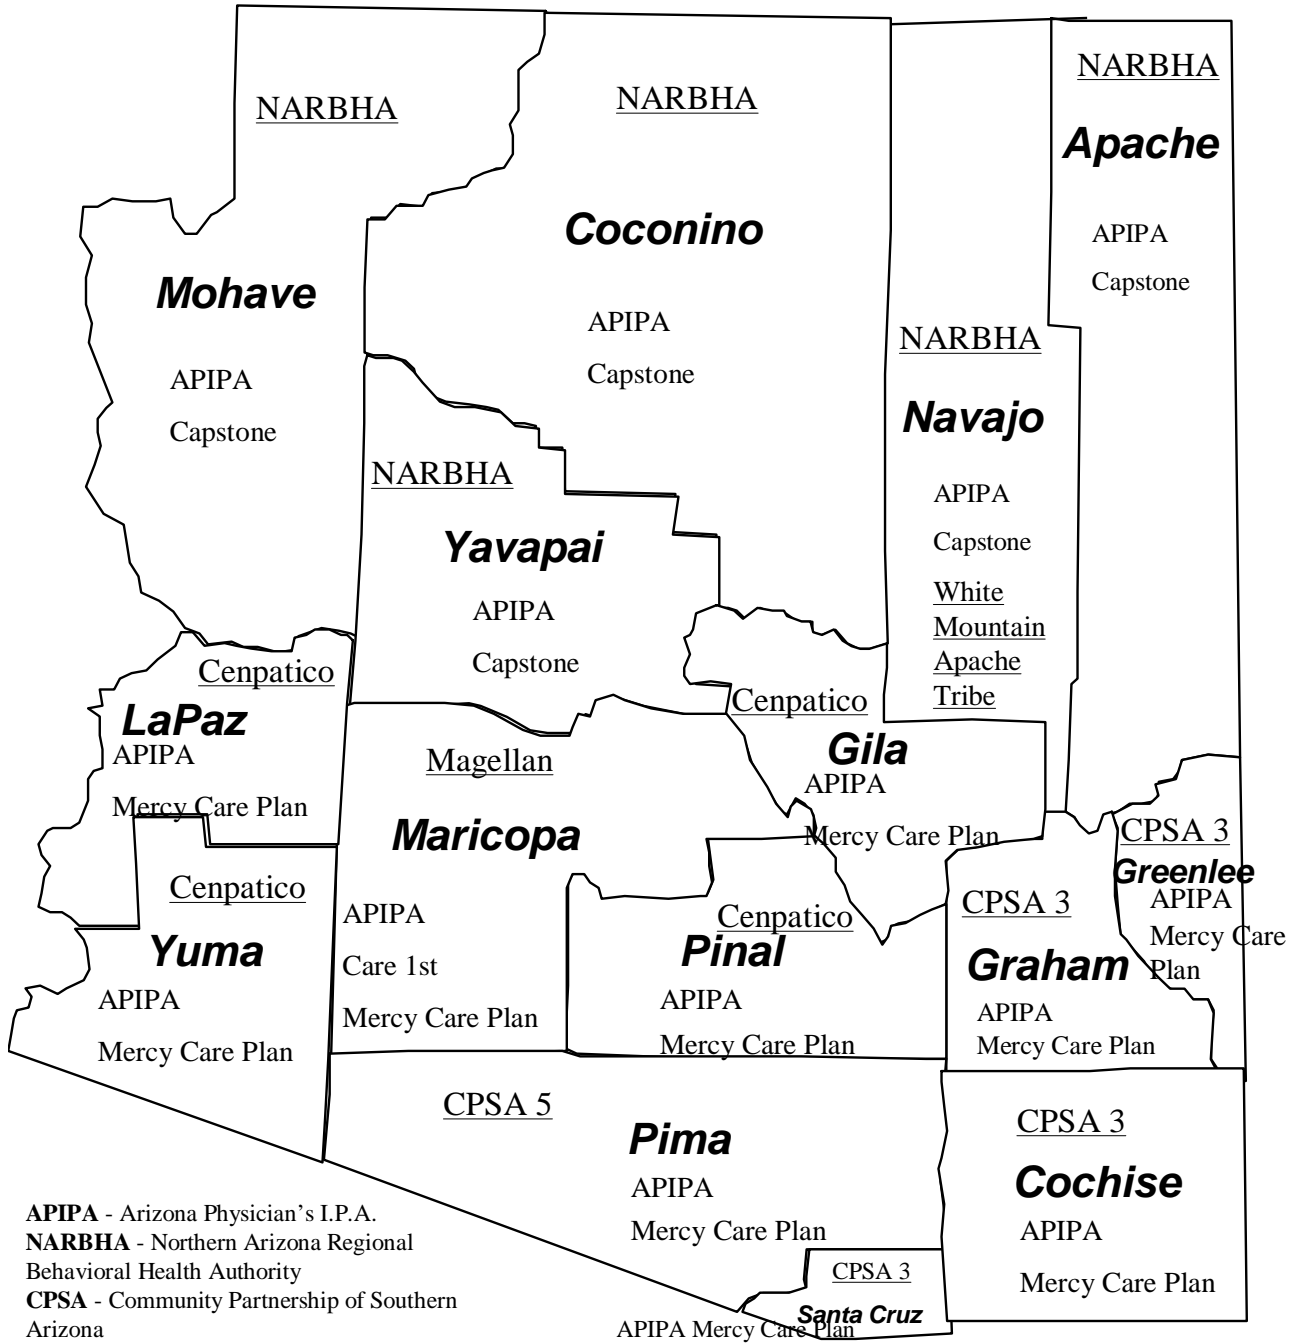 NARBHA
Mohave
APIPA
Capstone
NARBHA
Coconino
APIPA
Capstone
NARBHA
Apache
APIPA
Capstone
NARBHA
Navajo
APIPA
Capstone
White
Mountain
Apache
Tribe
NARBHA
Yavapai
APIPA
Capstone
Cenpatico
LaPaz
APIPA
Mercy Care Plan
Cenpatico
Gila
APIPA
Mercy Care Plan
Magellan
Maricopa
APIPA
Care 1st
Mercy Care Plan
Cenpatico
Yuma
APIPA
Mercy Care Plan
Cenpatico
Pinal
APIPA
Mercy Care Plan
CPSA 3
Graham
APIPA
Mercy Care Plan
CPSA 3
Greenlee
APIPA
Mercy Care
Plan
CPSA 5
Pima
APIPA
Mercy Care Plan
CPSA 3
Cochise
APIPA
Mercy Care Plan
CPSA 3
Santa Cruz
APIPA Mercy Care Plan
APIPA - Arizona Physician’s I.P.A.
NARBHA - Northern Arizona Regional
Behavioral Health Authority
CPSA - Community Partnership of Southern
Arizona